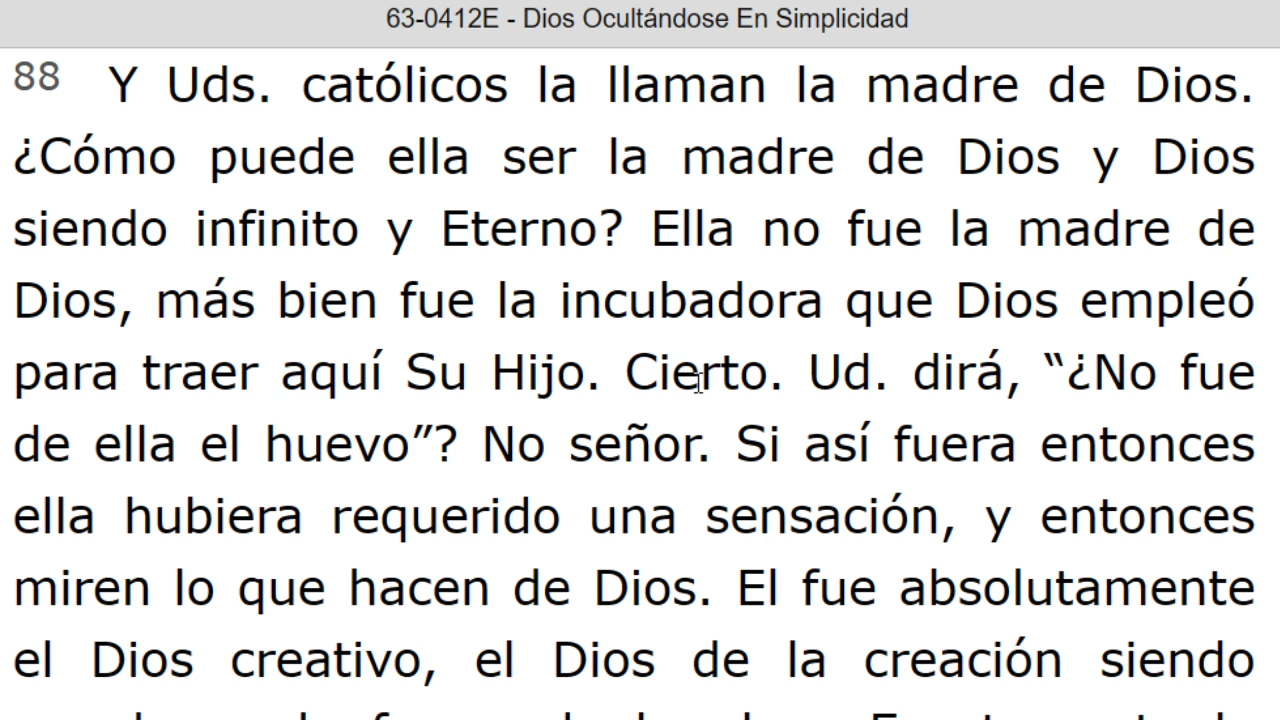 63-0412E - Dios Ocultándose En Simplicidad
88 Y Uds. católicos la llaman la madre de Dios.
¿Cómo puede ella ser la madre de Dios y Dios
siendo infinito y Eterno? Ella no fue la madre de
Dios, más bien fue la incubadora que Dios empleó
para traer aquí Su Hijo. Cierto. Ud. dirá, “¿No fue
de ella el huevo”? No señor. Si así fuera entonces
ella hubiera requerido una sensación, y entonces
miren lo que hacen de Dios. El fue absolutamente
el Dios creativo, el Dios de la creación siendo